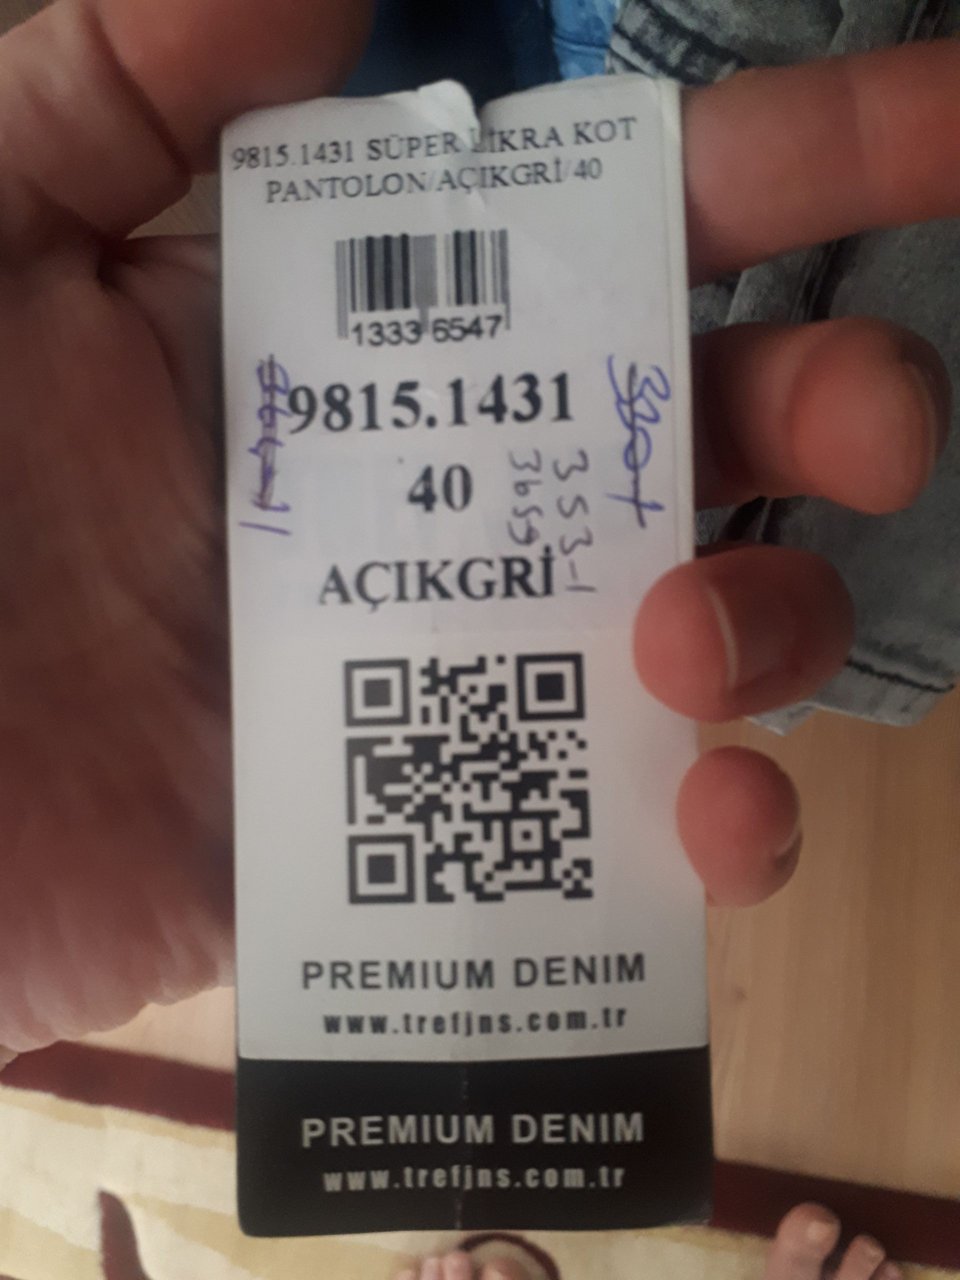 9815.1431 SÜPER LİKRA KOT
PANTOLON/AÇIKGRİ/40
1333 6547
9815.1431
40
353-1
3659
AÇIKGRİ
PREMIUM DENIM
www.trefjns.com.tr
PREMIUM DENIM
www.trefjns.com.tr